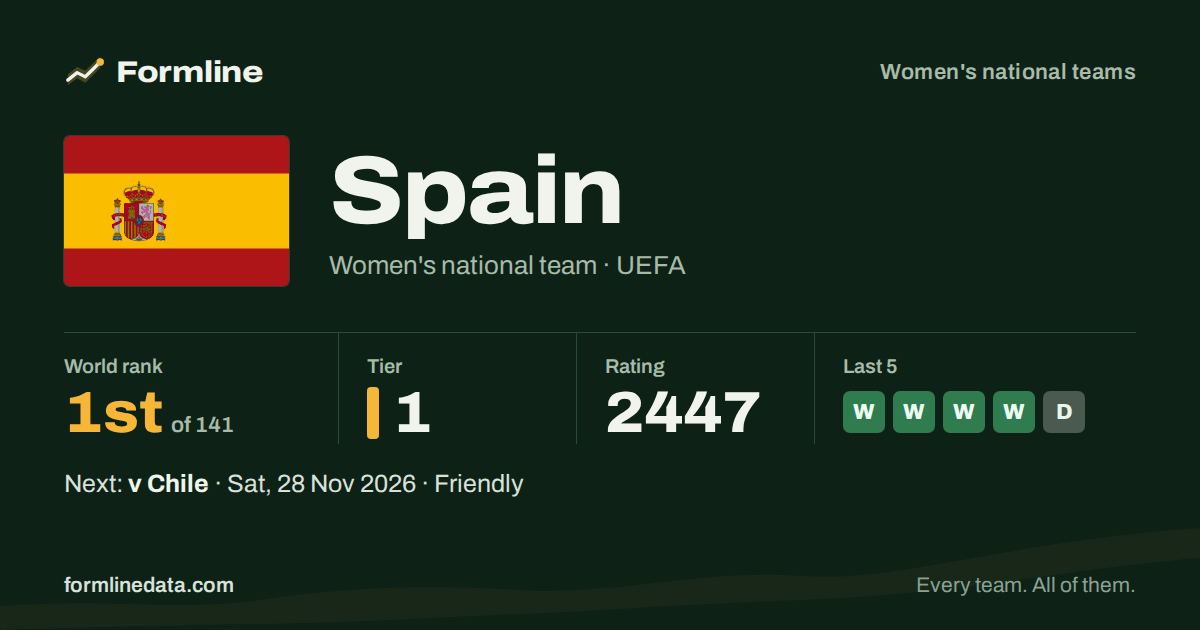 Formline
Women's national teams
Spain
Women's national team · UEFA
World rank
1st of 141
Tier
1
Rating
2447
Last 5
W W W W D
Next: v Chile · Sat, 28 Nov 2026 · Friendly
formlinedata.com
Every team. All of them.